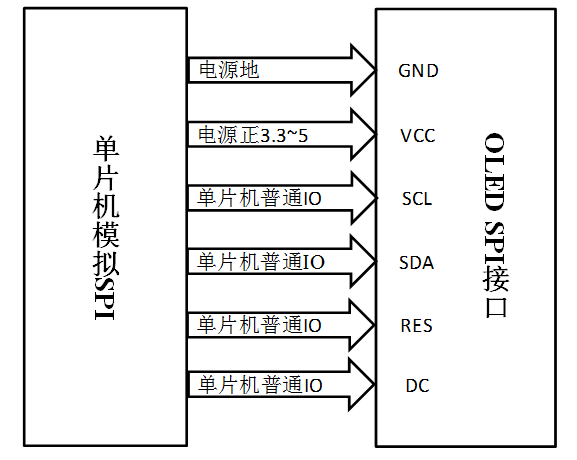 单片机模拟SPI
电源地
电源正3.3~5
单片机普通IO
单片机普通IO
单片机普通IO
单片机普通IO
GND
VCC
SCL
SDA
RES
DC
OLED SPI接口